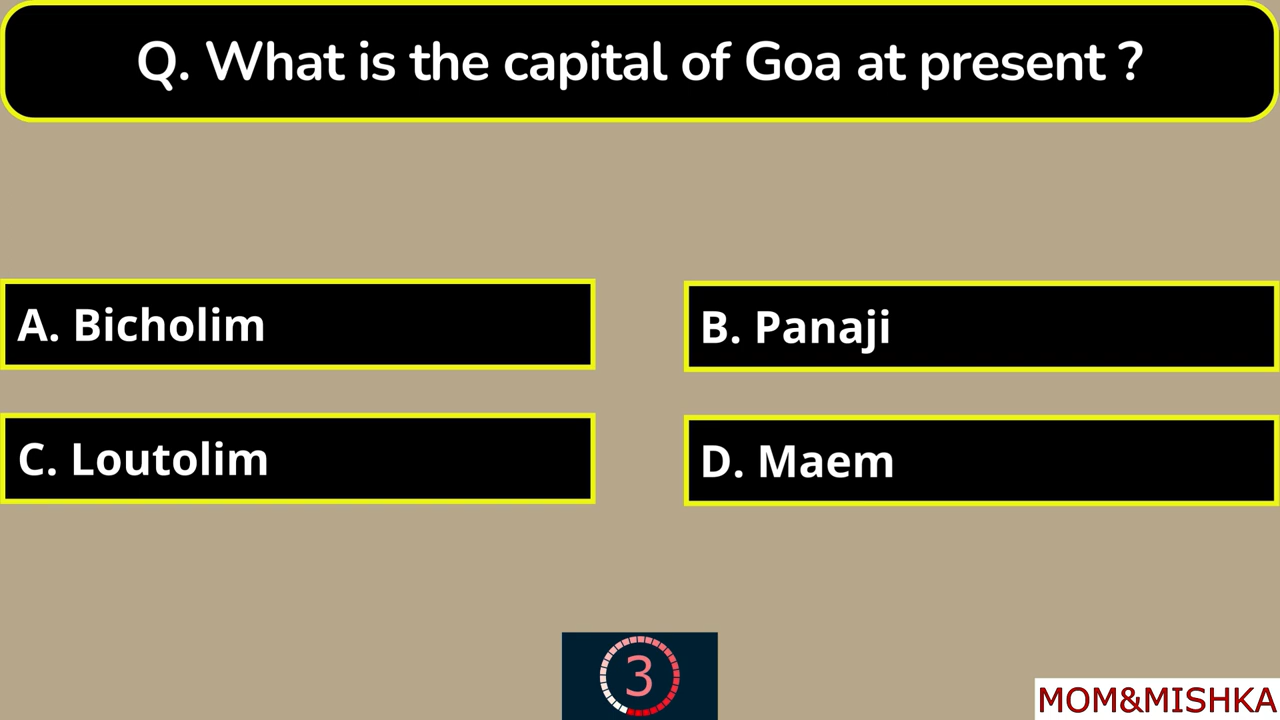 Q. What is the capital of Goa at present ?
A. Bicholim
B. Panaji
C. Loutolim
D. Maem
3
MOM&MISHKA